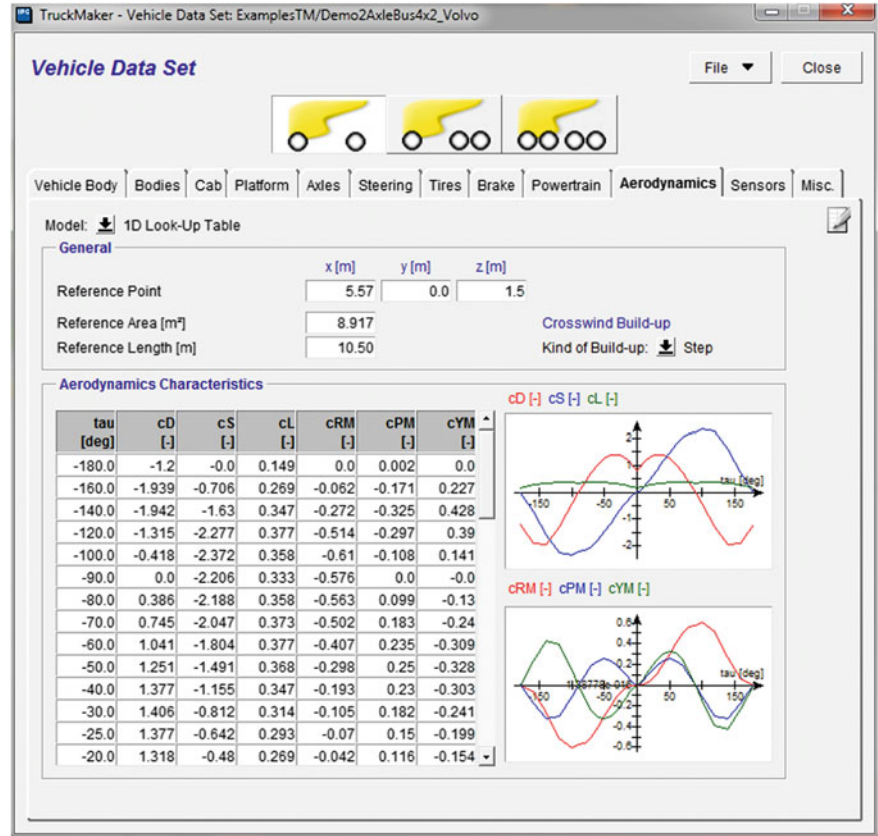 TruckMaker - Vehicle Data Set: ExamplesTM/Demo2AxleBus4x2_Volvo
Vehicle Data Set
File ▼ Close
Vehicle Body Bodies Cab Platform Axles Steering Tires Brake Powertrain Aerodynamics Sensors Misc.
Model: 1D Look-Up Table
General
x [m] y [m] z [m]
Reference Point 5.57 0.0 1.5
Reference Area [m²] 8.917 Crosswind Build-up
Reference Length [m] 10.50 Kind of Build-up: Step
Aerodynamics Characteristics
cD [-] cS [-] cL [-]
tau cD cS cL cRM cPM cYM
[deg] [-] [-] [-] [-] [-] [-]
-180.0 -1.2 -0.0 0.149 0.0 0.002 0.0
-160.0 -1.939 -0.706 0.269 -0.062 -0.171 0.227
-140.0 -1.942 -1.63 0.347 -0.272 -0.325 0.428
-120.0 -1.315 -2.277 0.377 -0.514 -0.297 0.39
-100.0 -0.418 -2.372 0.358 -0.61 -0.108 0.141
-90.0 0.0 -2.206 0.333 -0.576 0.0 -0.0
-80.0 0.386 -2.188 0.358 -0.563 0.099 -0.13
-70.0 0.745 -2.047 0.373 -0.502 0.183 -0.24
-60.0 1.041 -1.804 0.377 -0.407 0.235 -0.309
-50.0 1.251 -1.491 0.368 -0.298 0.25 -0.328
-40.0 1.377 -1.155 0.347 -0.193 0.23 -0.303
-30.0 1.406 -0.812 0.314 -0.105 0.182 -0.241
-25.0 1.377 -0.642 0.293 -0.07 0.15 -0.199
-20.0 1.318 -0.48 0.269 -0.042 0.116 -0.154
2
1
tau [deg]
-150 -50 50 150
-1
-2
cRM [-] cPM [-] cYM [-]
0.6
0.4
0.2
tau [deg]
-150 -50 50 150
-0.2
-0.4
-0.6